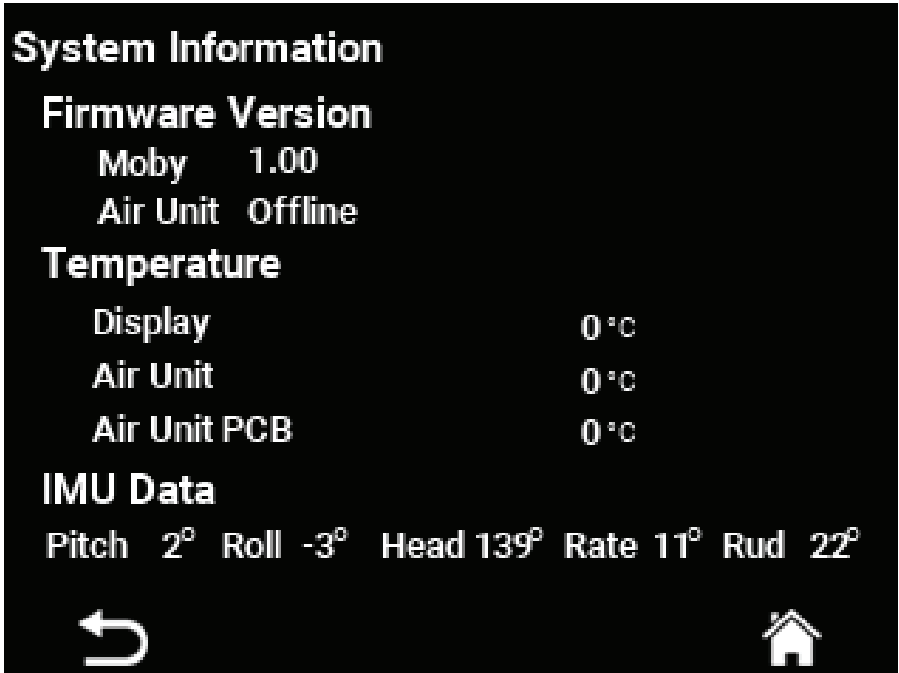 System Information
Firmware Version
Moby 1.00
Air Unit Offline
Temperature
Display 0 °C
Air Unit 0 °C
Air Unit PCB 0 °C
IMU Data
Pitch 2° Roll -3° Head 139° Rate 11° Rud 22°